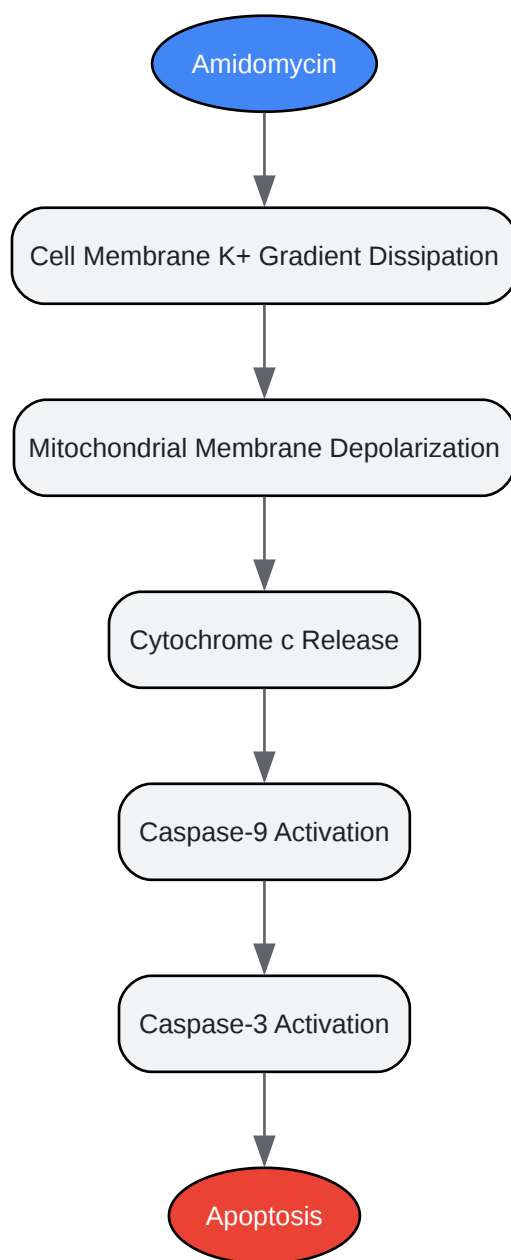 Amidomycin
Cell Membrane K+ Gradient Dissipation
Mitochondrial Membrane Depolarization
Cytochrome c Release
Caspase-9 Activation
Caspase-3 Activation
Apoptosis